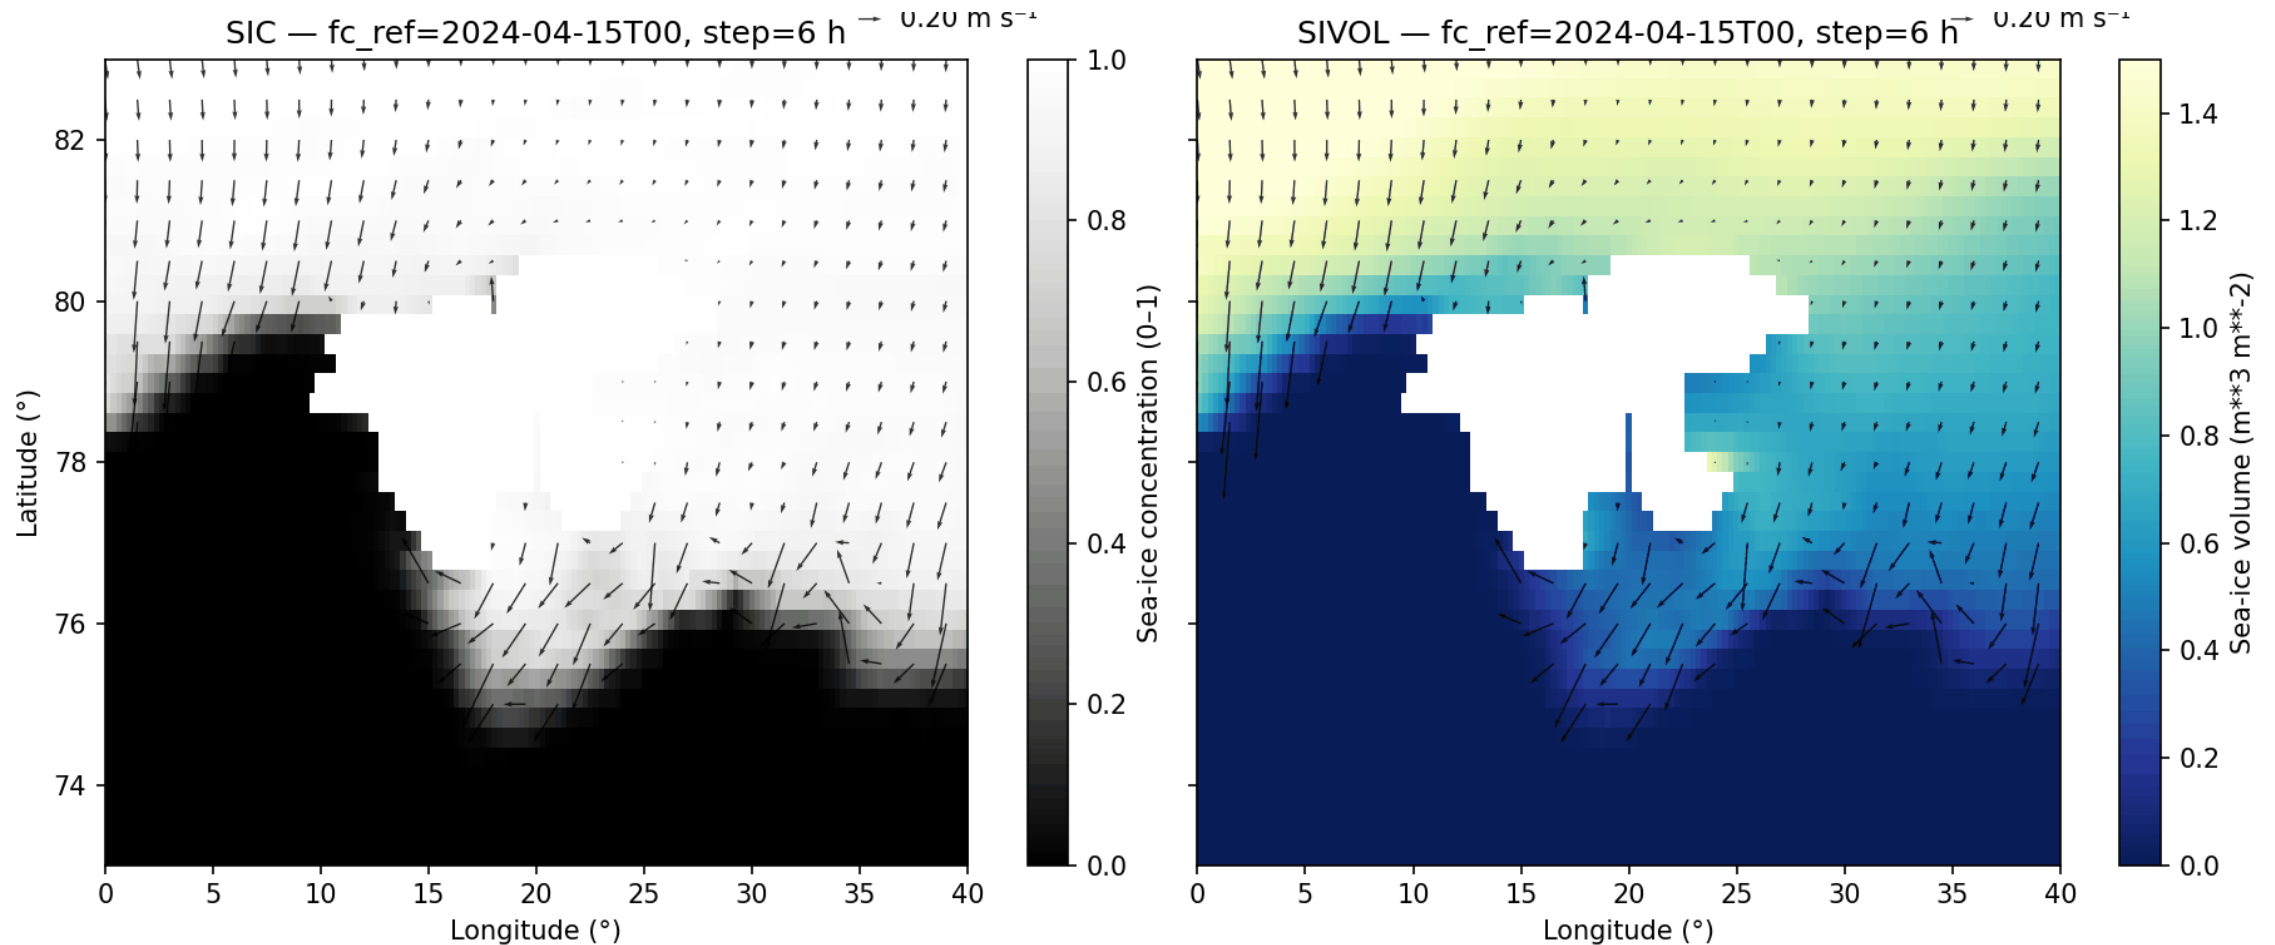 SIC — fc_ref=2024-04-15T00, step=6 h
0.20 m s⁻¹
82
80
78
76
74
Latitude (°)
0 5 10 15 20 25 30 35 40
Longitude (°)
1.0
0.8
0.6
0.4
0.2
0.0
Sea-ice concentration (0–1)
SIVOL — fc_ref=2024-04-15T00, step=6 h
0.20 m s⁻¹
0 5 10 15 20 25 30 35 40
Longitude (°)
1.4
1.2
1.0
0.8
0.6
0.4
0.2
0.0
Sea-ice volume (m**3 m**-2)